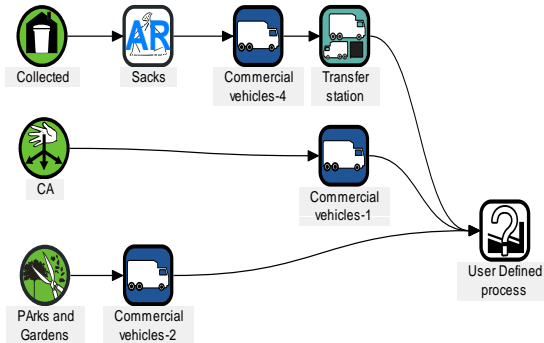 AR
Collected
Sacks
Commercial
vehicles-4
Transfer
station
CA
Commercial
vehicles-1
PArks and
Gardens
Commercial
vehicles-2
?
User Defined
process